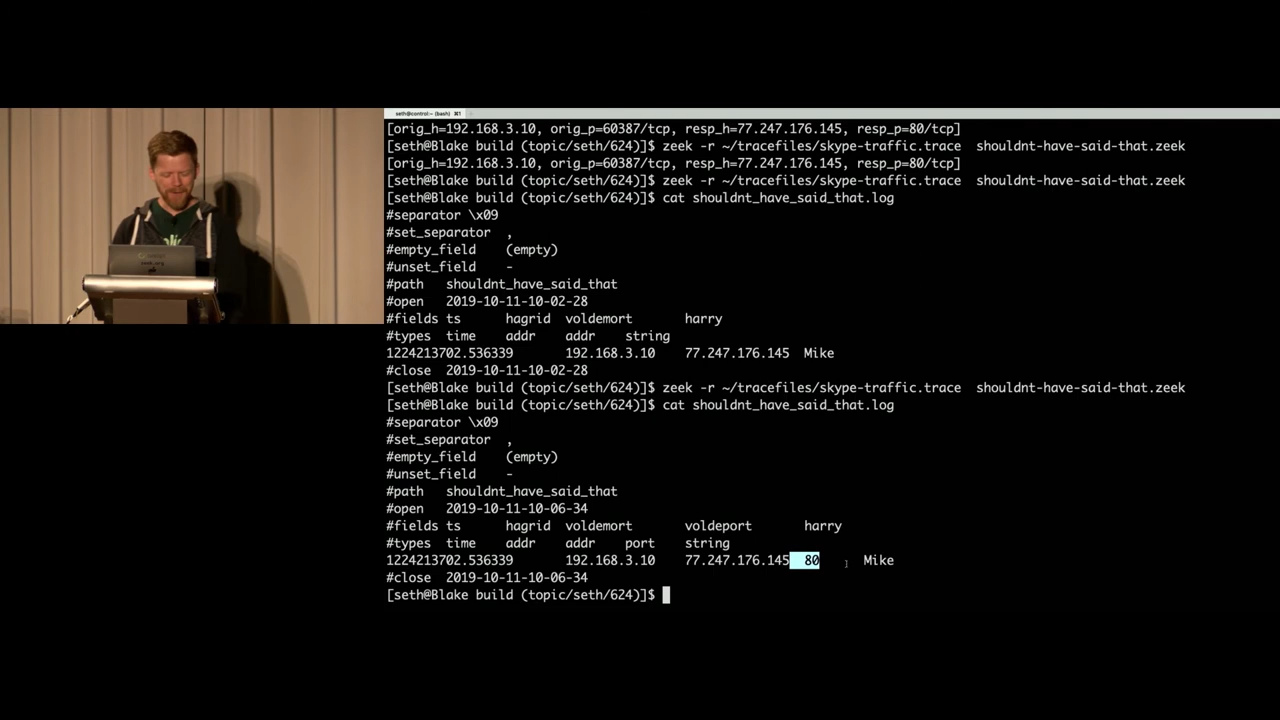 seth@control:~ (bash) ⌘1
[orig_h=192.168.3.10, orig_p=60387/tcp, resp_h=77.247.176.145, resp_p=80/tcp]
[seth@Blake build (topic/seth/624)]$ zeek -r ~/tracefiles/skype-traffic.trace  shouldnt-have-said-that.zeek
[orig_h=192.168.3.10, orig_p=60387/tcp, resp_h=77.247.176.145, resp_p=80/tcp]
[seth@Blake build (topic/seth/624)]$ zeek -r ~/tracefiles/skype-traffic.trace  shouldnt-have-said-that.zeek
[seth@Blake build (topic/seth/624)]$ cat shouldnt_have_said_that.log
#separator \x09
#set_separator  ,
#empty_field    (empty)
#unset_field    -
#path   shouldnt_have_said_that
#open   2019-10-11-10-02-28
#fields ts      hagrid  voldemort       harry
#types  time    addr    addr    string
1224213702.536339       192.168.3.10    77.247.176.145  Mike
#close  2019-10-11-10-02-28
[seth@Blake build (topic/seth/624)]$ zeek -r ~/tracefiles/skype-traffic.trace  shouldnt-have-said-that.zeek
[seth@Blake build (topic/seth/624)]$ cat shouldnt_have_said_that.log
#separator \x09
#set_separator  ,
#empty_field    (empty)
#unset_field    -
#path   shouldnt_have_said_that
#open   2019-10-11-10-06-34
#fields ts      hagrid  voldemort       voldeport       harry
#types  time    addr    addr    port    string
1224213702.536339       192.168.3.10    77.247.176.145  80      Mike
#close  2019-10-11-10-06-34
[seth@Blake build (topic/seth/624)]$